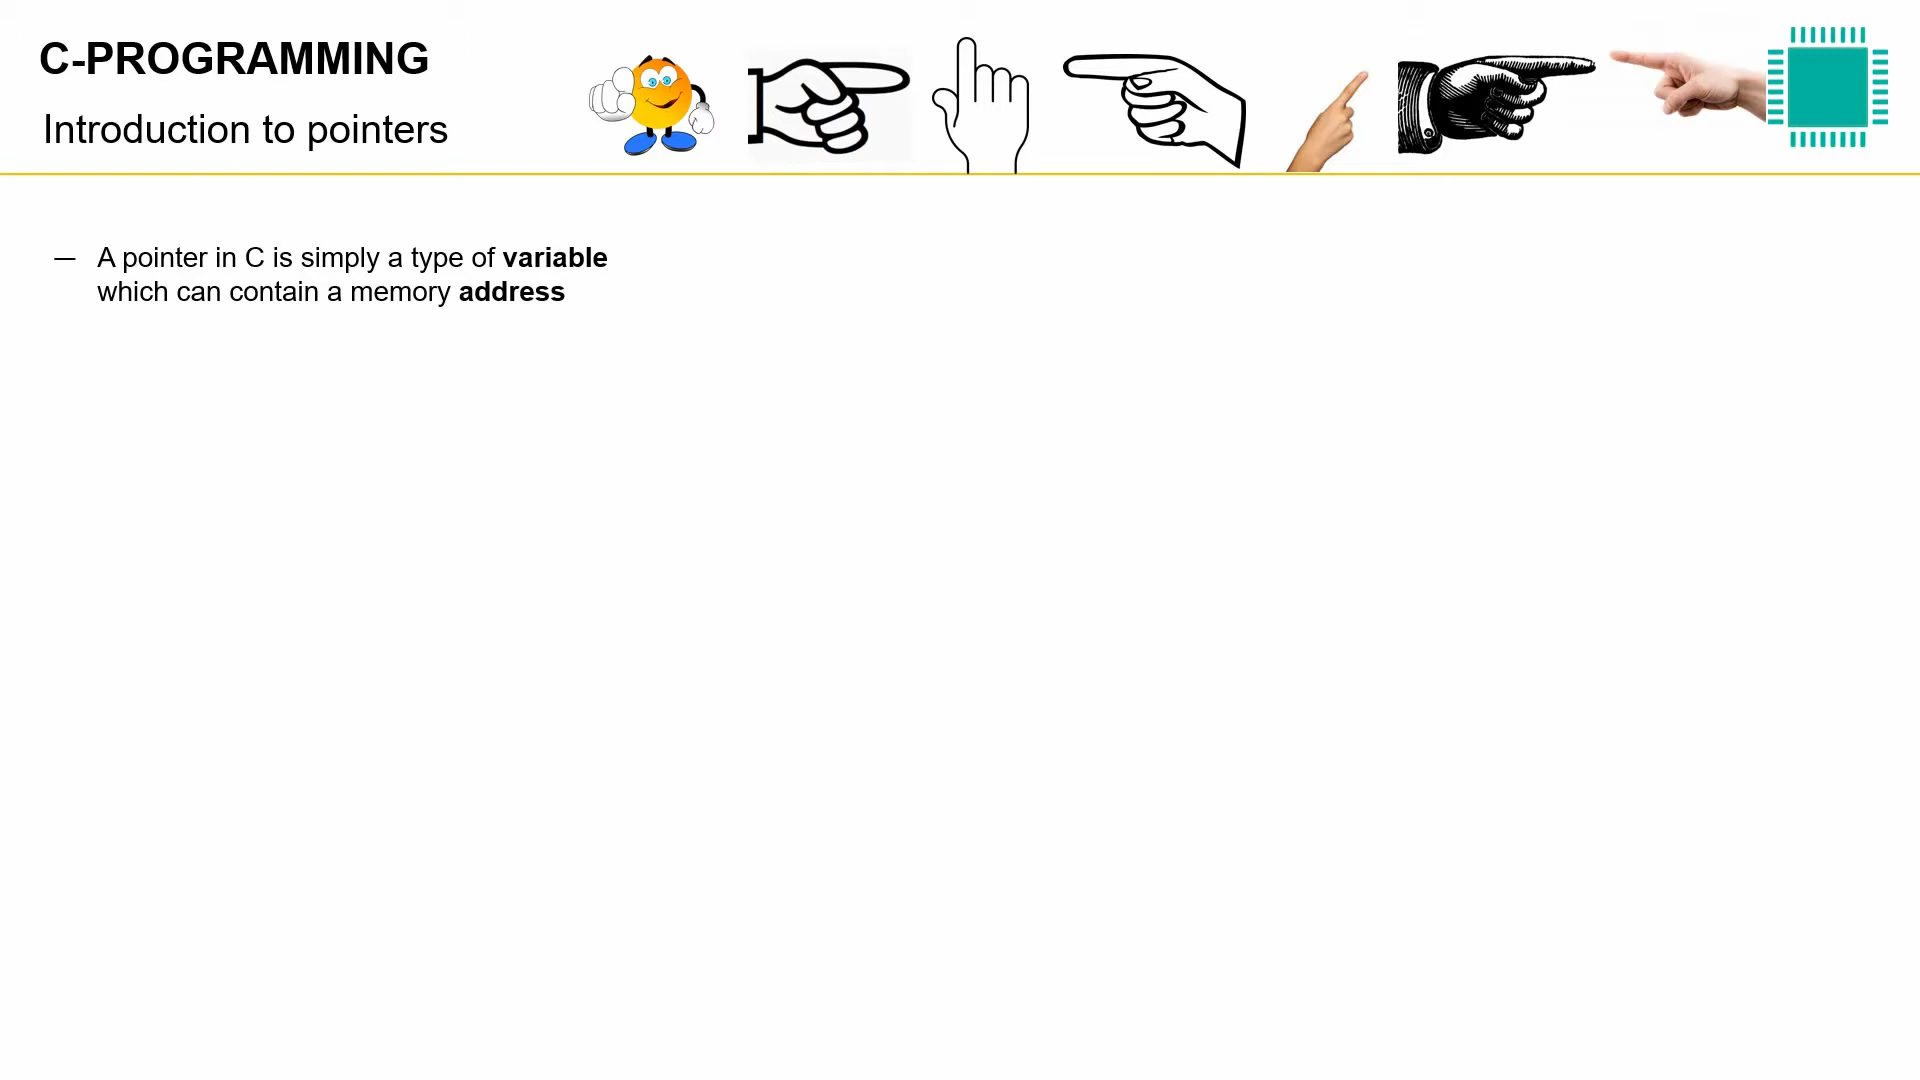 C-PROGRAMMING
Introduction to pointers
— A pointer in C is simply a type of variable
which can contain a memory address